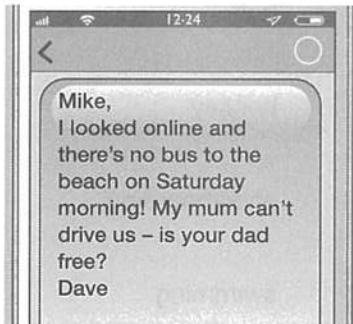 12-24
Mike,
I looked online and
there's no bus to the
beach on Saturday
morning! My mum can't
drive us – is your dad
free?
Dave